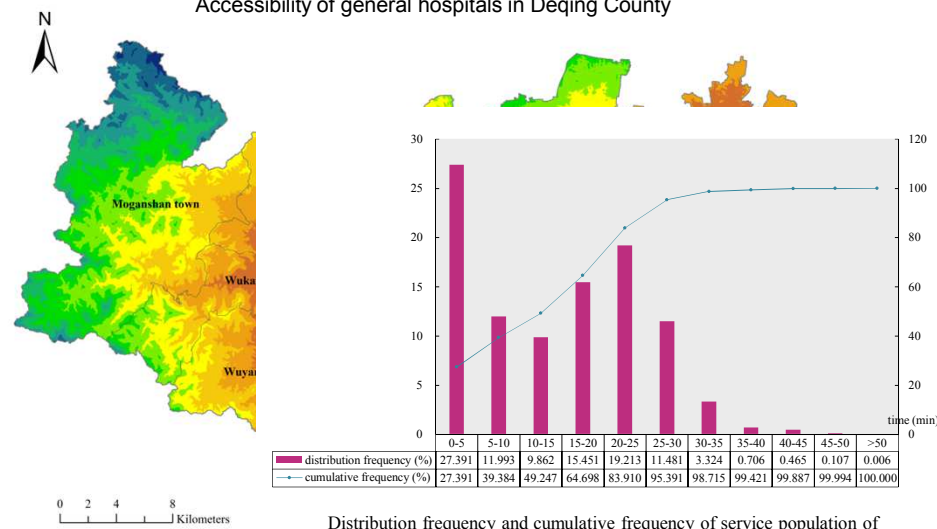 Accessibility of general hospitals in Deqing County
N
Moganshan town
Wuka
Wuya
0 2 4 8
Kilometers
30 120
25 100
20 80
15 60
10 40
5 20
time (min)
0 0
0-5 5-10 10-15 15-20 20-25 25-30 30-35 35-40 40-45 45-50 >50
distribution frequency (%) 27.391 11.993 9.862 15.451 19.213 11.481 3.324 0.706 0.465 0.107 0.006
cumulative frequency (%) 27.391 39.384 49.247 64.698 83.910 95.391 98.715 99.421 99.887 99.994 100.000
Distribution frequency and cumulative frequency of service population of